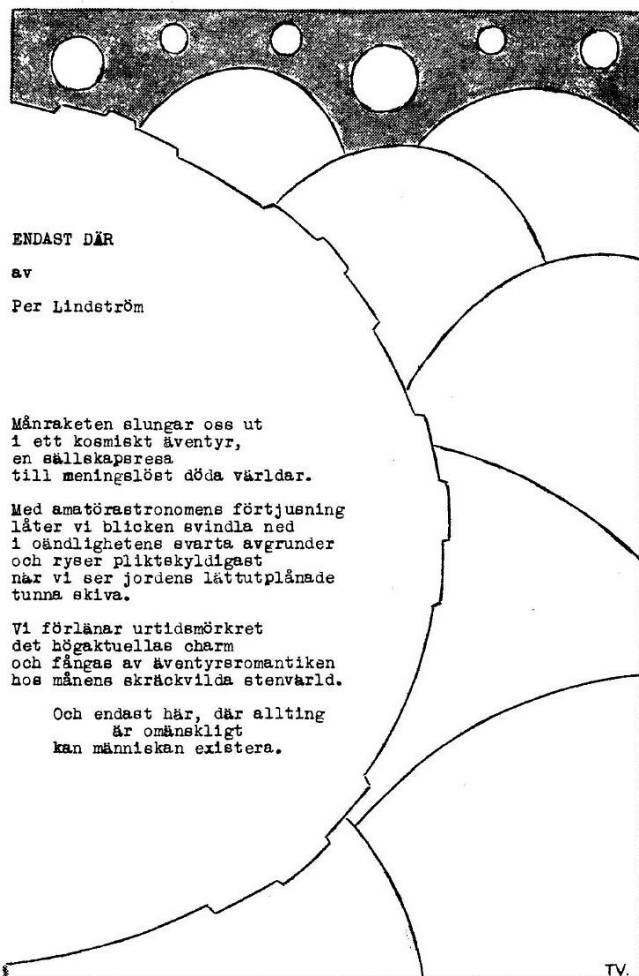 ENDAST DÄR
av
Per Lindström
Månraketen slungar oss ut
i ett kosmiskt äventyr,
en sällskapsresa
till meningslöst döda världar.
Med amatörastronomens förtjusning
låter vi blicken svindla ned
i oändlighetens svarta avgrunder
och ryser pliktskyldigast
när vi ser jordens lättutplånade
tunna skiva.
Vi förlänar urtidsmörkret
det högaktuellas charm
och fångas av äventyrsromantiken
hos månens skräckvilda stenvärld.
Och endast här, där allting
är omänskligt
kan människan existera.
TV.